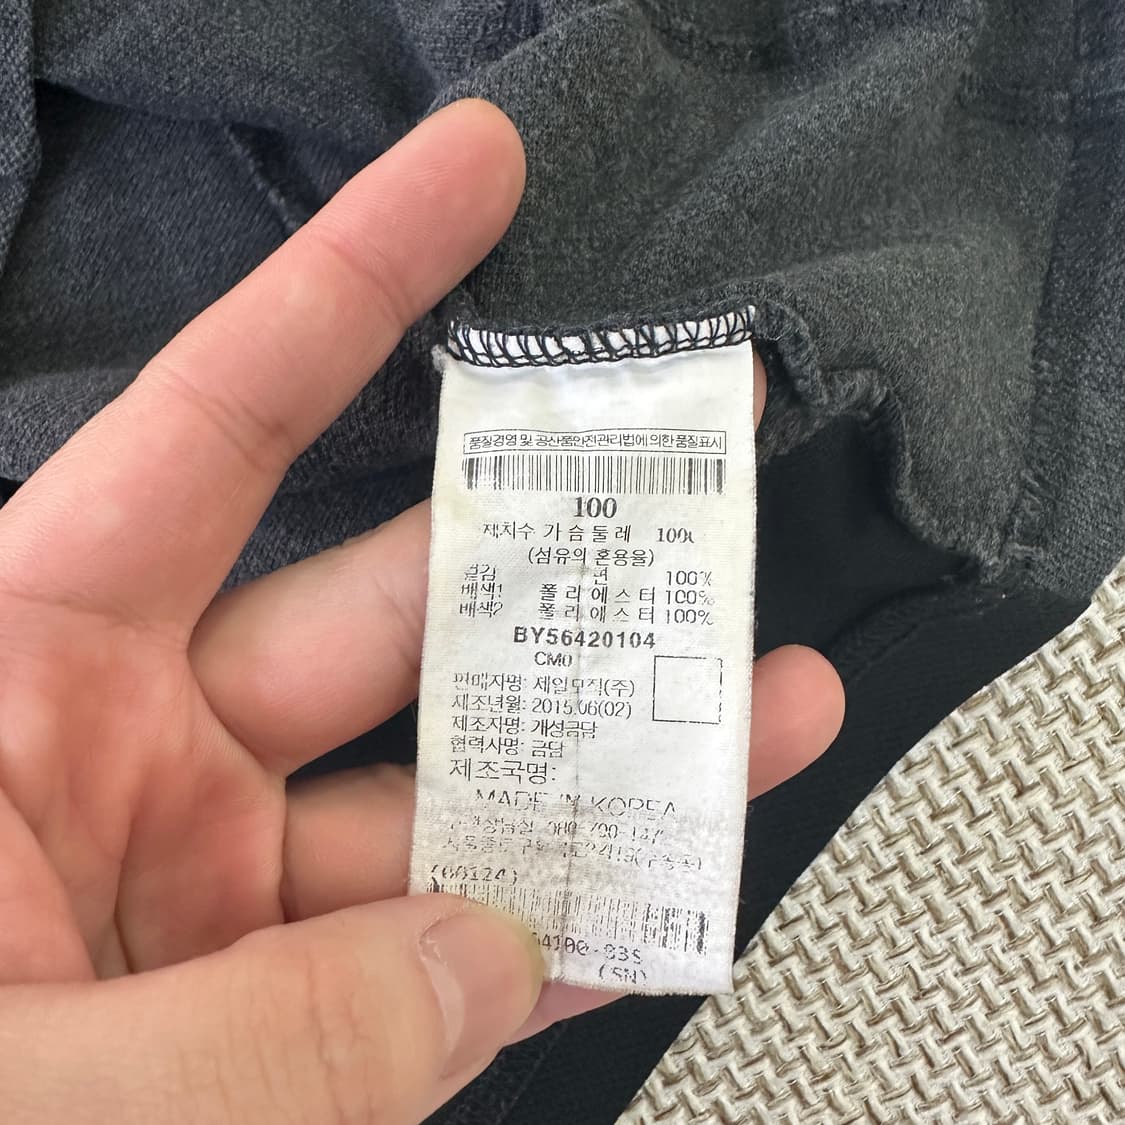 품질경영 및 공산품안전관리법에 의한 품질표시
100
제치수 가 슴 둘 레
(섬유의 혼용율)
겉감 면 100%
배색1 폴 리 에 스 터 100%
배색2 폴 리 에 스 터 100%
BY56420104
CM0
판매자명: 제일모직(주)
제조년월: 2015.06(02)
제조자명: 개성금담
협력사명: 금담
제조국명:
MADE IN KOREA
(SN)